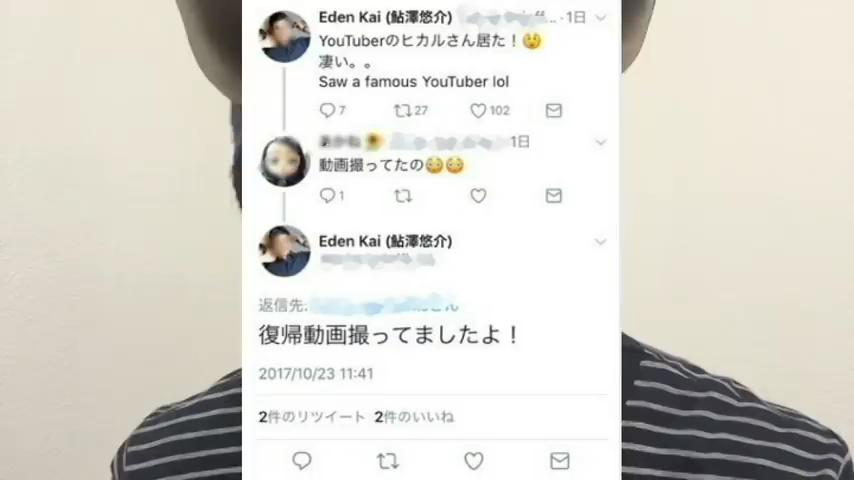 Eden Kai (鮎澤悠介) ・1日
YouTuberのヒカルさん居た！😲
凄い。。
Saw a famous YouTuber lol
7 27 102
1日
動画撮ってたの😳😳
1
Eden Kai (鮎澤悠介)
返信先:
復帰動画撮ってましたよ！
2017/10/23 11:41
2件のリツイート 2件のいいね